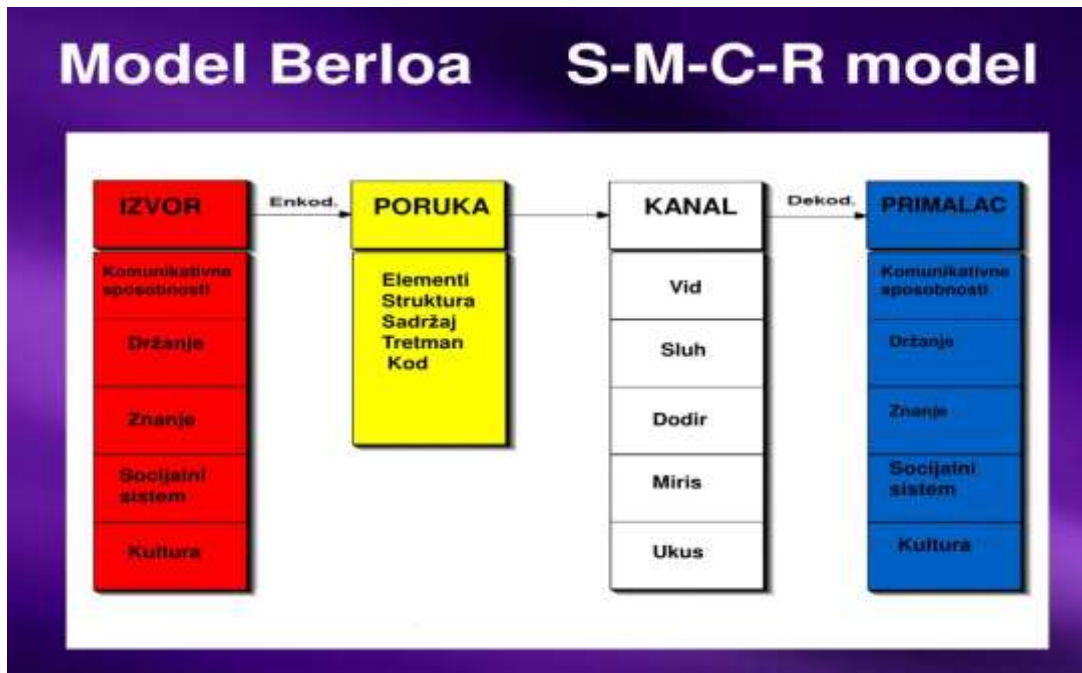 Model Berloa S-M-C-R model
IZVOR
Enkod.
PORUKA
KANAL
Dekod.
PRIMALAC
Komunikativne
sposobnosti
Držanje
Znanje
Socijalni
sistem
Kultura
Elementi
Struktura
Sadržaj
Tretman
Kod
Vid
Sluh
Dodir
Miris
Ukus
Komunikativne
sposobnosti
Držanje
Znanje
Socijalni
sistem
Kultura